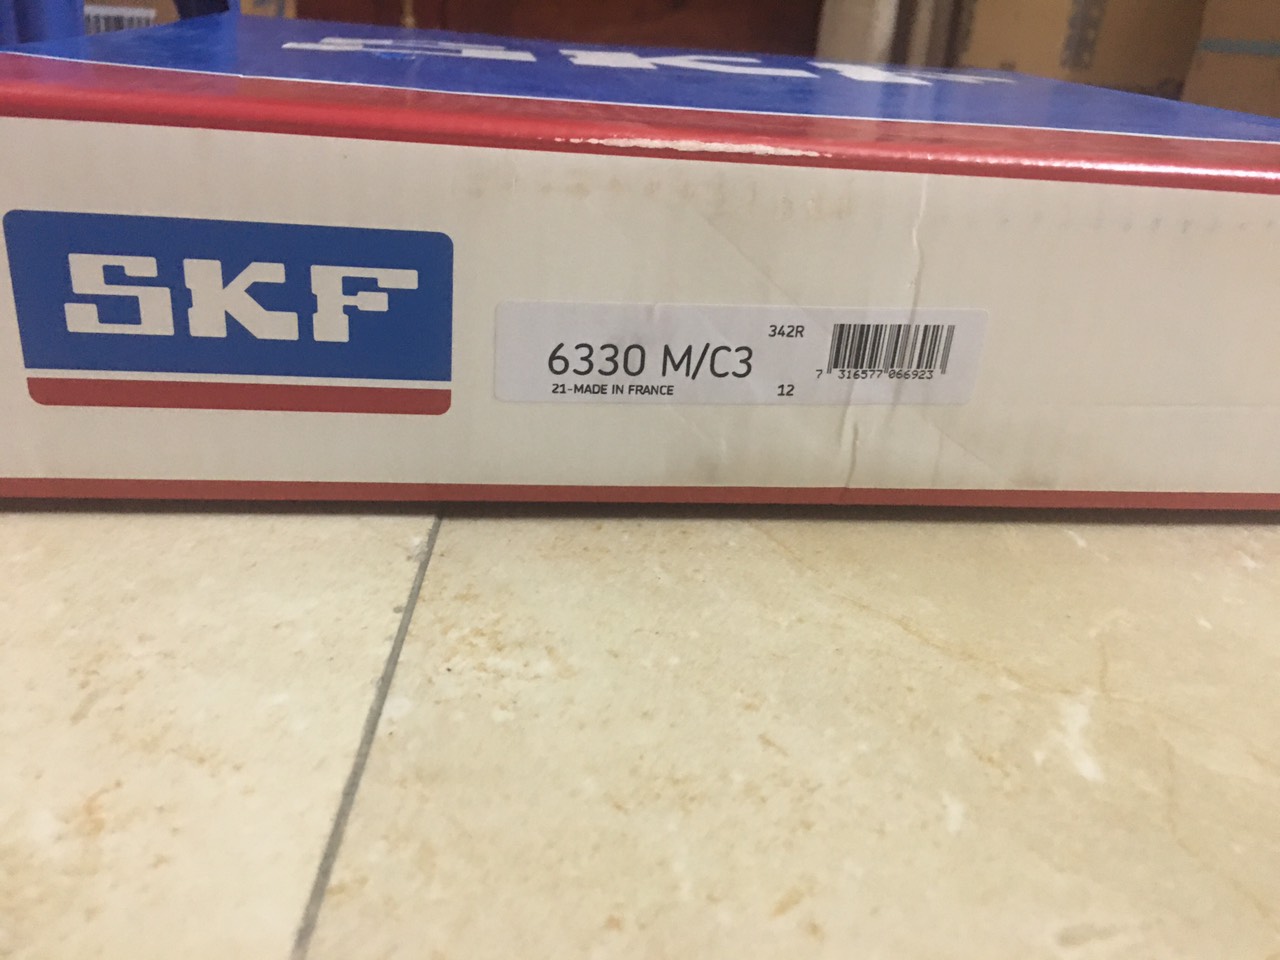 SKF
SKF
342R
6330 M/C3
21-MADE IN FRANCE
12
7 316577 066923